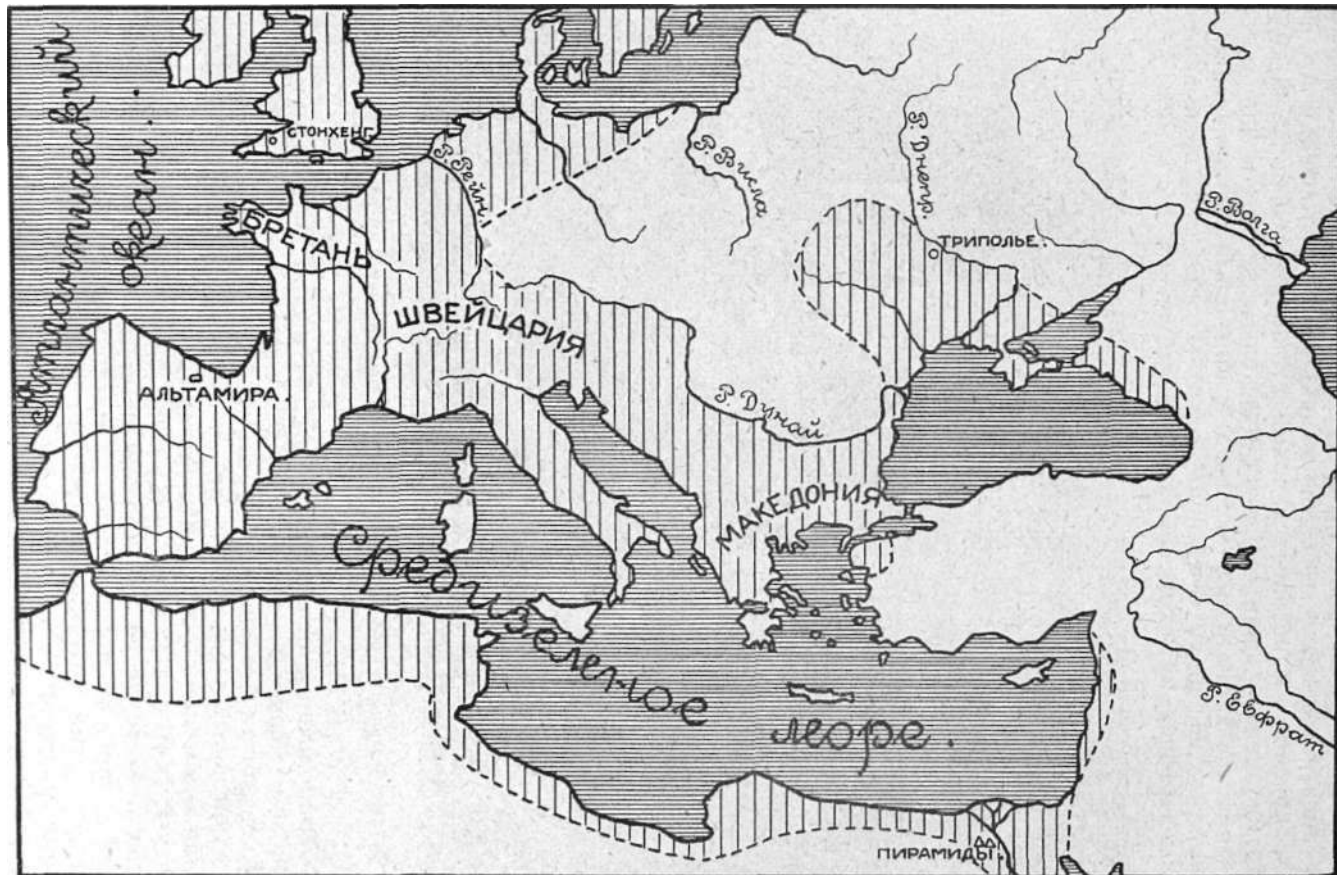 Атлантический
океан.
СТОНХЕНГ
р. Рейн
р. Висла
р. Днепр.
р. Волга
БРЕТАНЬ
ТРИПОЛЬЕ.
ШВЕЙЦАРИЯ
АЛЬТАМИРА.
р. Дунай
МАКЕДОНИЯ
Средиземное
море.
р. Евфрат
ПИРАМИДЫ.